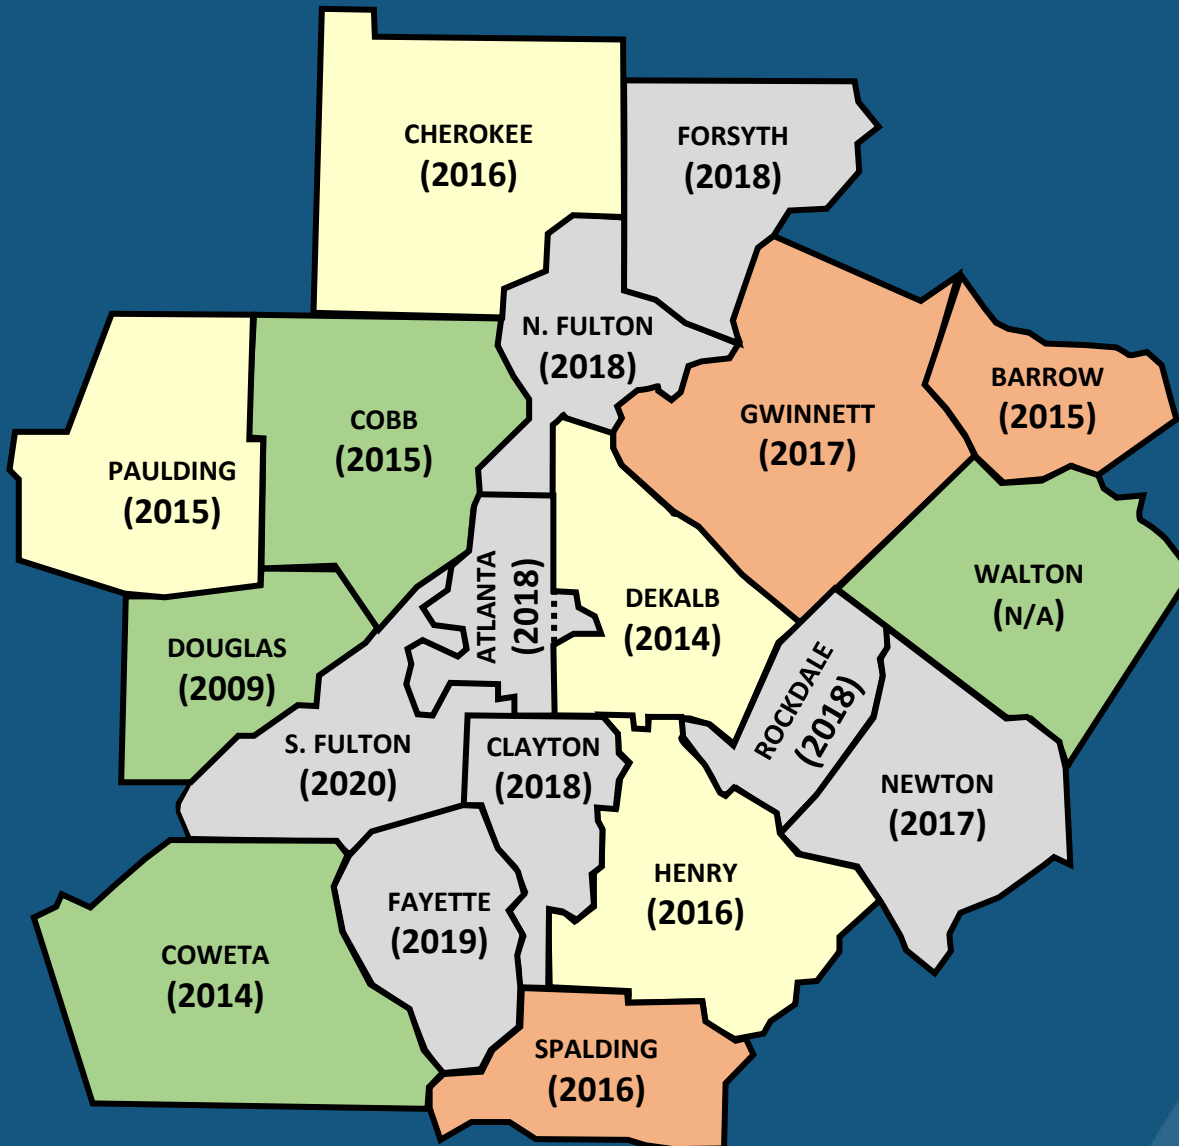 CHEROKEE
(2016)
FORSYTH
(2018)
N. FULTON
(2018)
BARROW
(2015)
GWINNETT
(2017)
COBB
(2015)
PAULDING
(2015)
WALTON
(N/A)
ATLANTA
(2018)
DEKALB
(2014)
DOUGLAS
(2009)
ROCKDALE
(2018)
S. FULTON
(2020)
CLAYTON
(2018)
NEWTON
(2017)
HENRY
(2016)
FAYETTE
(2019)
COWETA
(2014)
SPALDING
(2016)